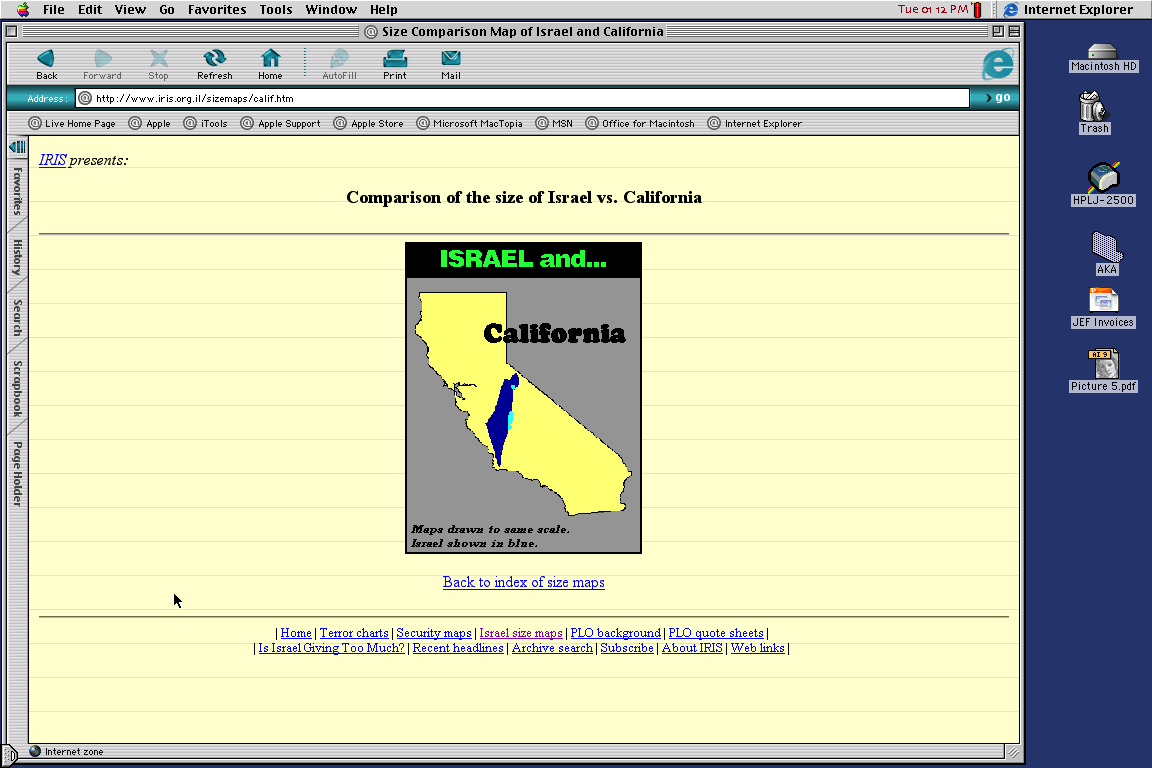 File Edit View Go Favorites Tools Window Help Tue 01 12 PM Internet Explorer
Size Comparison Map of Israel and California
Back Forward Stop Refresh Home AutoFill Print Mail
Address: http://www.iris.org.il/sizemaps/calif.htm go
Live Home Page Apple iTools Apple Support Apple Store Microsoft MacTopia MSN Office for Macintosh Internet Explorer
Favorites
History
Search
Scrapbook
Page Holder
IRIS presents:
Comparison of the size of Israel vs. California
ISRAEL and...
California
Maps drawn to same scale.
Israel shown in blue.
Back to index of size maps
| Home | Terror charts | Security maps | Israel size maps | PLO background | PLO quote sheets |
| Is Israel Giving Too Much? | Recent headlines | Archive search | Subscribe | About IRIS | Web links |
Internet zone
Macintosh HD
Trash
HPLJ-2500
AKA
JEF Invoices
AI 9
Picture 5.pdf